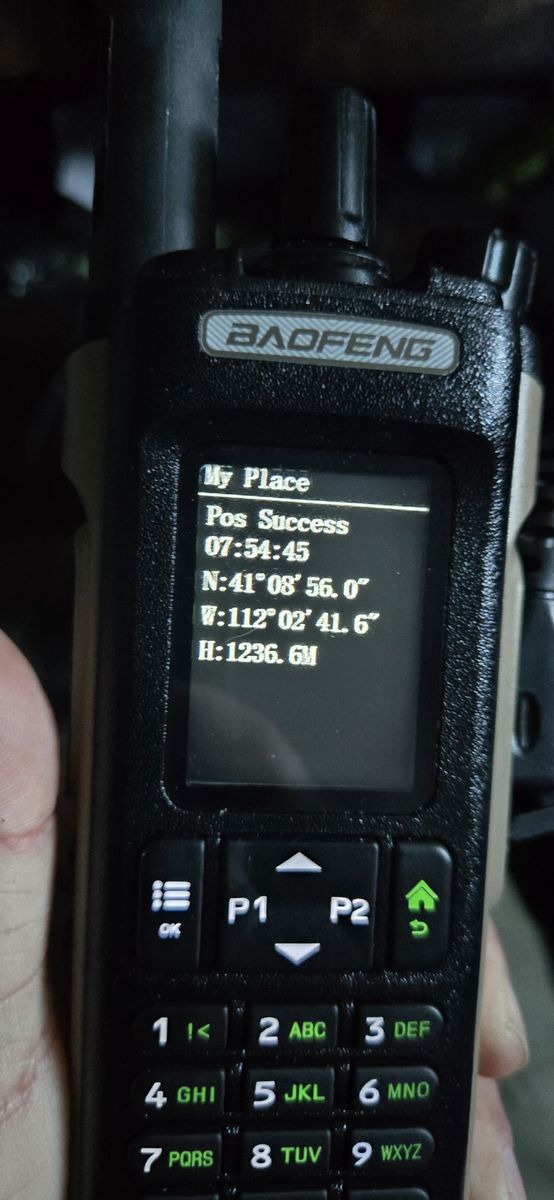 BAOFENG
My Place
Pos Success
07:54:45
N:41°08'56.0"
W:112°02'41.6"
H:1236.6M
OK
P1
P2
1 !<
2 ABC
3 DEF
4 GHI
5 JKL
6 MNO
7 PQRS
8 TUV
9 WXYZ